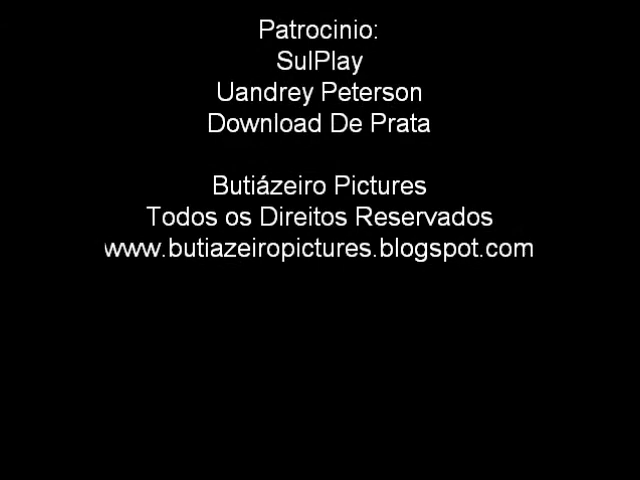 Patrocinio:
SulPlay
Uandrey Peterson
Download De Prata
Butiázeiro Pictures
Todos os Direitos Reservados
www.butiazeiropictures.blogspot.com